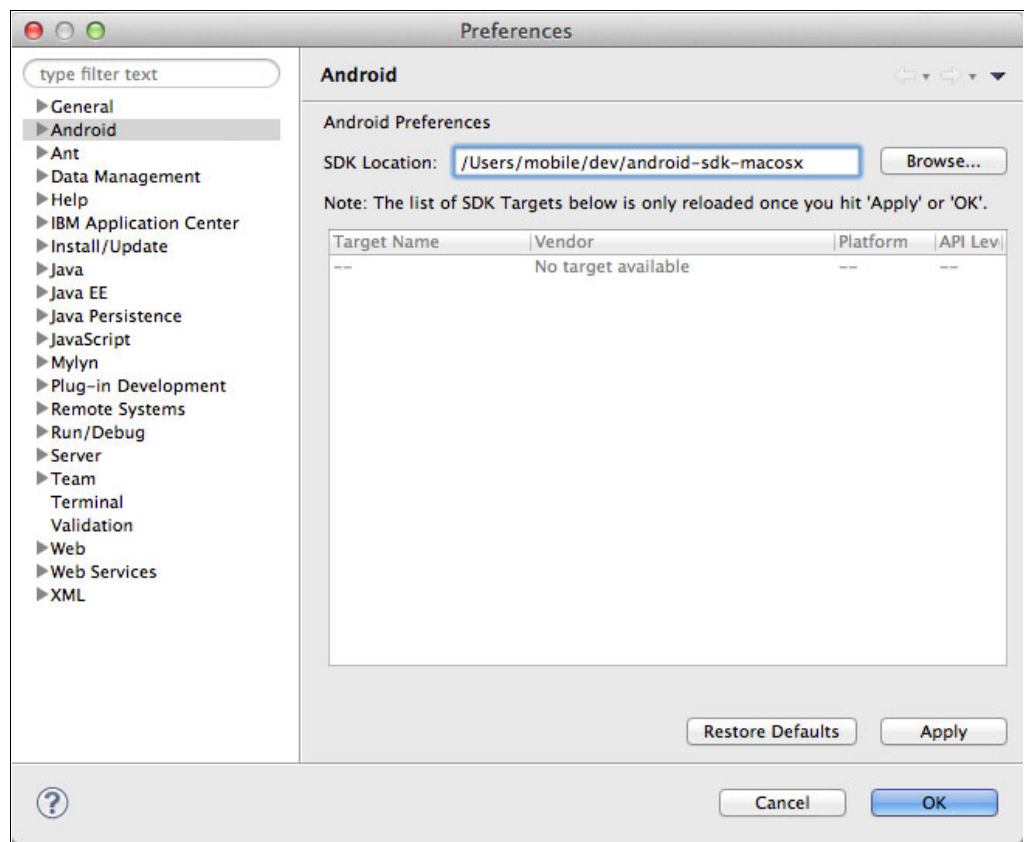 Preferences
type filter text
General
Android
Ant
Data Management
Help
IBM Application Center
Install/Update
Java
Java EE
Java Persistence
JavaScript
Mylyn
Plug-in Development
Remote Systems
Run/Debug
Server
Team
Terminal
Validation
Web
Web Services
XML
Android
Android Preferences
SDK Location: /Users/mobile/dev/android-sdk-macosx Browse...
Note: The list of SDK Targets below is only reloaded once you hit 'Apply' or 'OK'.
Target Name Vendor Platform API Lev
-- No target available -- --
Restore Defaults Apply
? Cancel OK